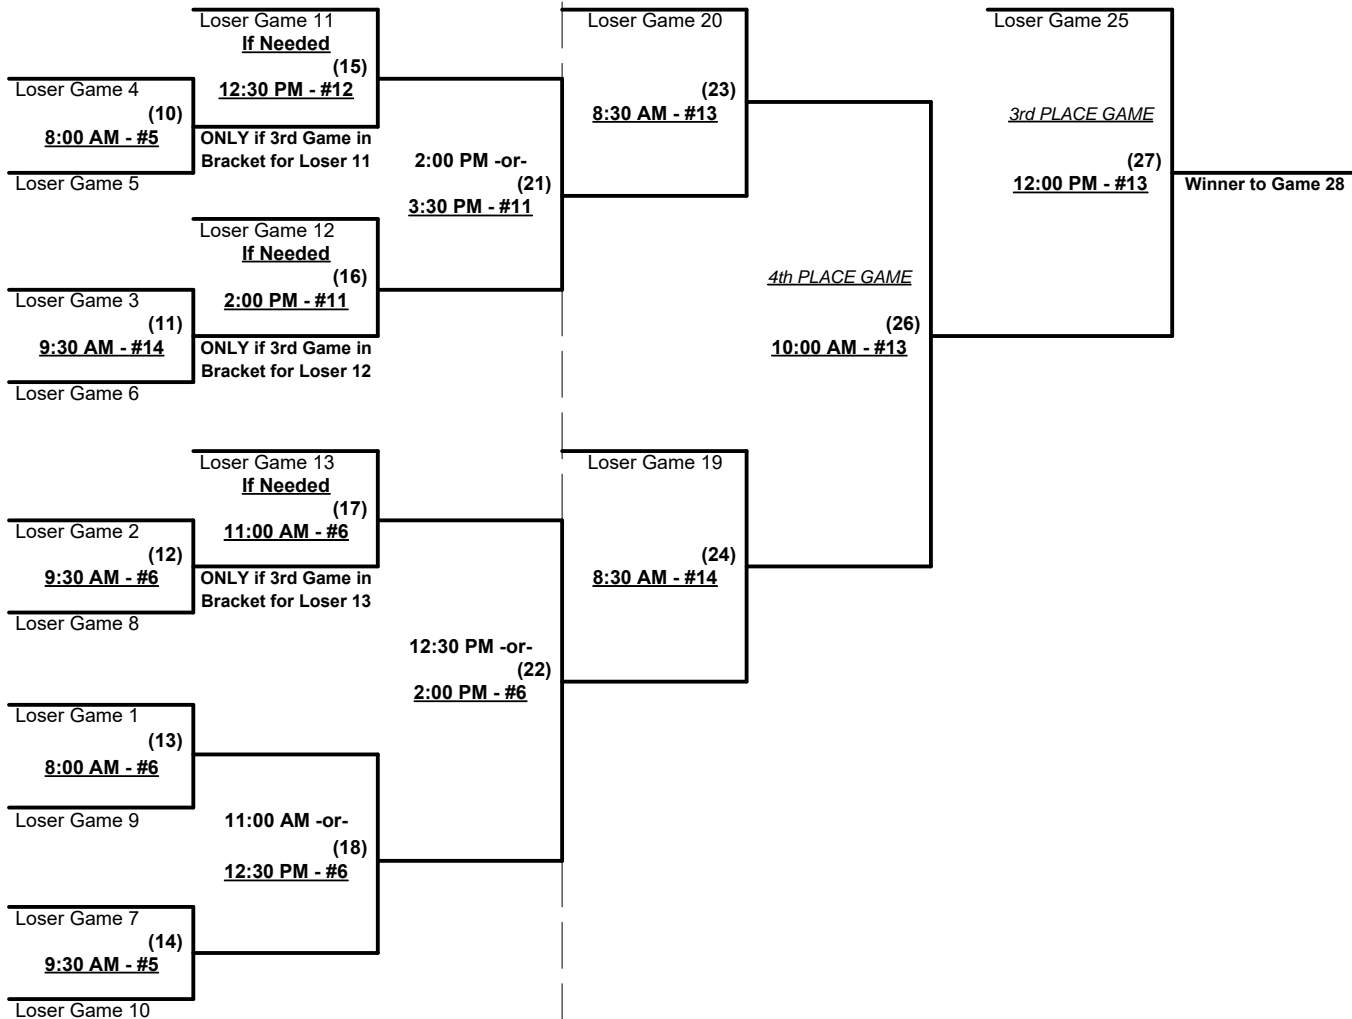 Loser Game 11
If Needed
(15)
12:30 PM - #12
Loser Game 4
(10)
8:00 AM - #5
ONLY if 3rd Game in
Bracket for Loser 11
Loser Game 5
Loser Game 12
If Needed
(16)
2:00 PM - #11
Loser Game 3
(11)
9:30 AM - #14
ONLY if 3rd Game in
Bracket for Loser 12
Loser Game 6
2:00 PM -or-
(21)
3:30 PM - #11
Loser Game 13
If Needed
(17)
11:00 AM - #6
Loser Game 2
(12)
9:30 AM - #6
ONLY if 3rd Game in
Bracket for Loser 13
Loser Game 8
12:30 PM -or-
(22)
2:00 PM - #6
Loser Game 1
(13)
8:00 AM - #6
Loser Game 9
11:00 AM -or-
(18)
12:30 PM - #6
Loser Game 7
(14)
9:30 AM - #5
Loser Game 10
Loser Game 20
(23)
8:30 AM - #13
Loser Game 19
(24)
8:30 AM - #14
4th PLACE GAME
(26)
10:00 AM - #13
Loser Game 25
3rd PLACE GAME
(27)
12:00 PM - #13
Winner to Game 28